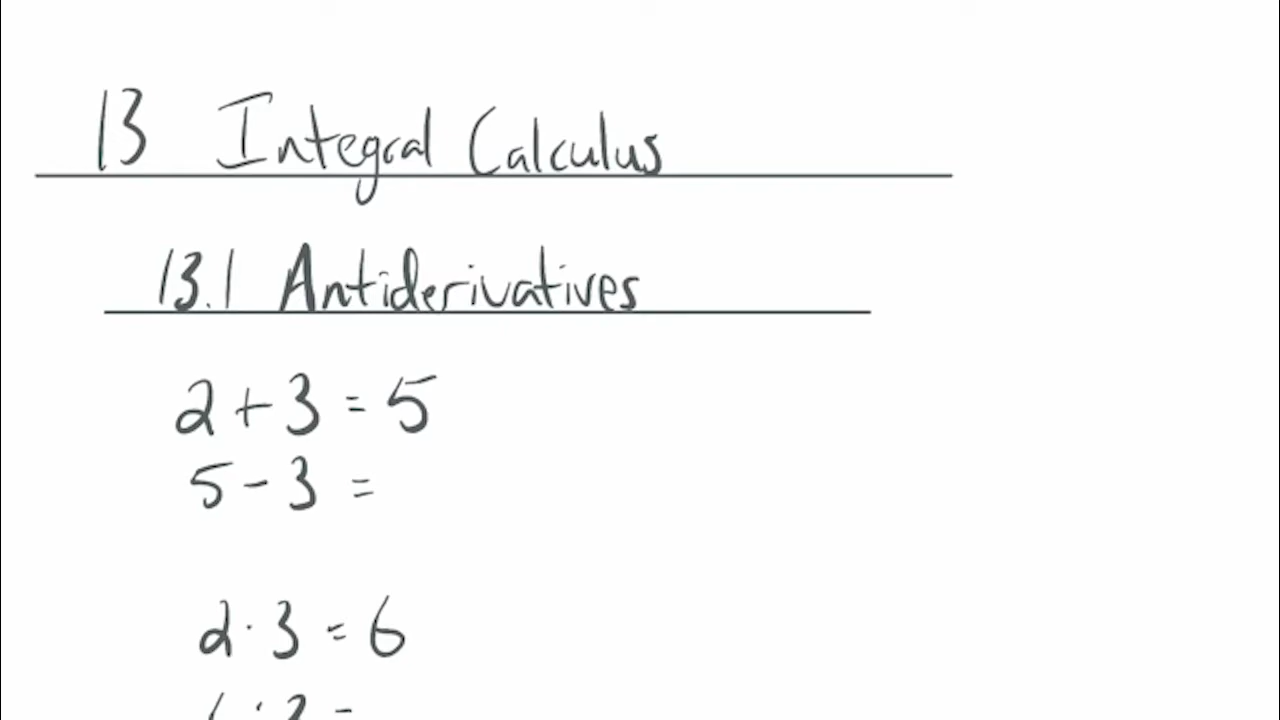 13 Integral Calculus
13.1 Antiderivatives
2 + 3 = 5
5 - 3 =
2 · 3 = 6